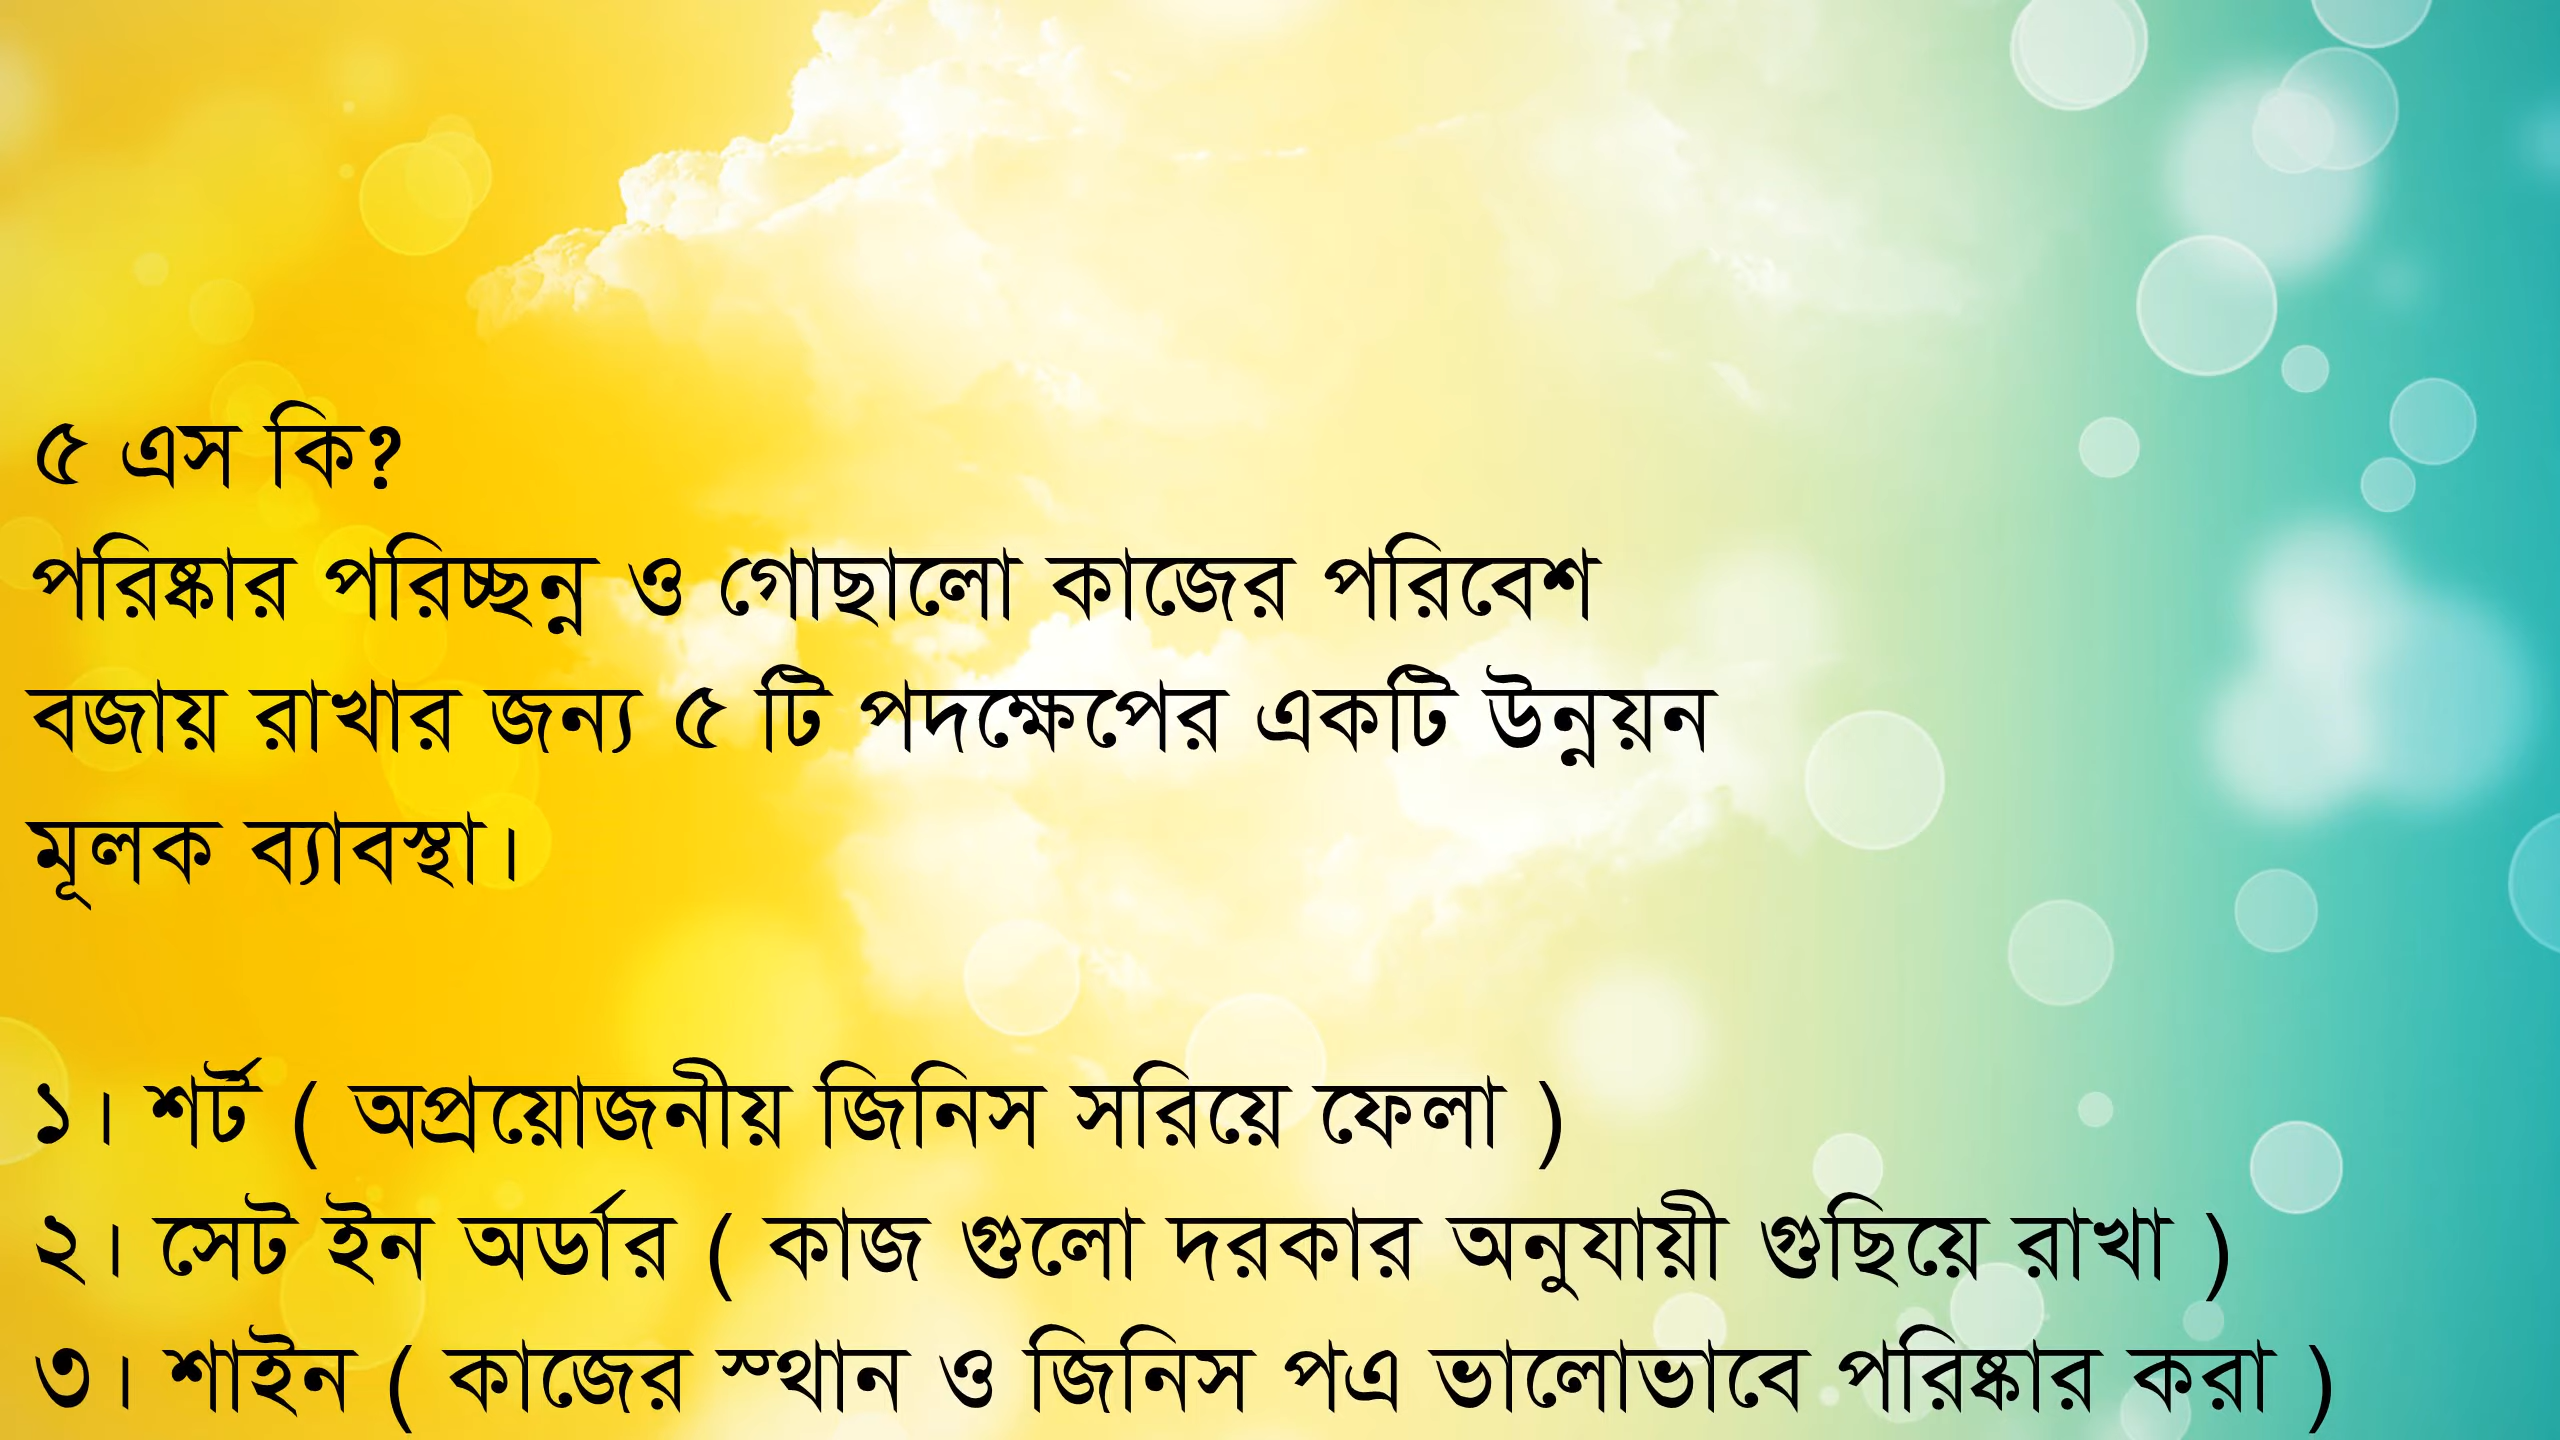 ৫ এস কি?
পরিষ্কার পরিচ্ছন্ন ও গোছালো কাজের পরিবেশ
বজায় রাখার জন্য ৫ টি পদক্ষেপের একটি উন্নয়ন
মূলক ব্যাবস্থা।
১। শর্ট ( অপ্রয়োজনীয় জিনিস সরিয়ে ফেলা )
২। সেট ইন অর্ডার ( কাজ গুলো দরকার অনুযায়ী গুছিয়ে রাখা )
৩। শাইন ( কাজের স্থান ও জিনিস পএ ভালোভাবে পরিষ্কার করা )